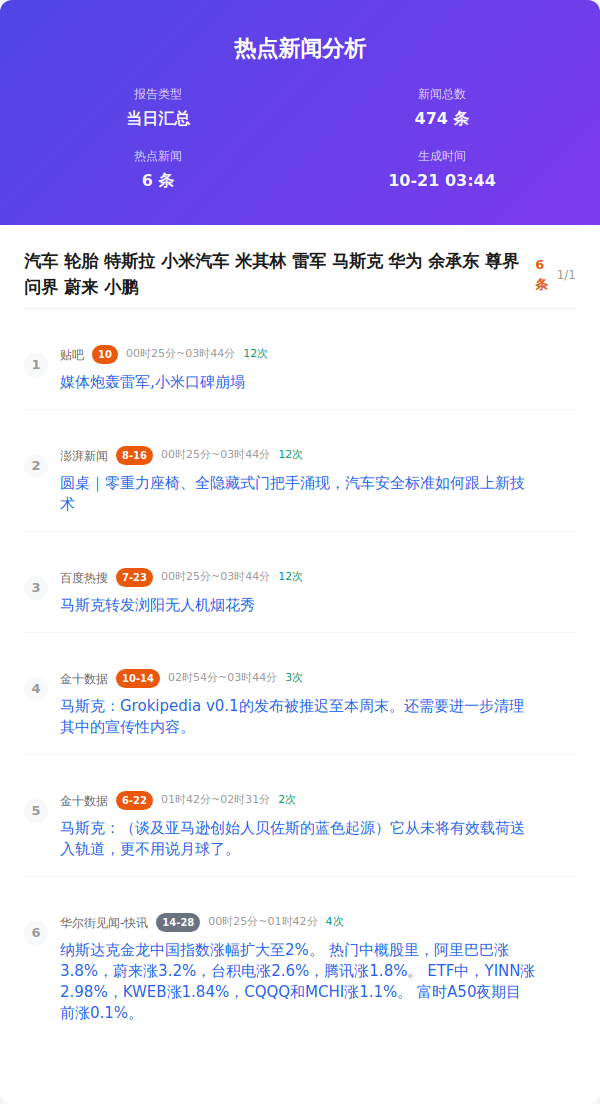 热点新闻分析
报告类型
新闻总数
当日汇总
474 条
热点新闻
生成时间
6 条
10-21 03:44
汽车 轮胎 特斯拉 小米汽车 米其林 雷军 马斯克 华为 余承东 尊界
问界 蔚来 小鹏
6
条
1/1
1
贴吧 10 00时25分~03时44分 12次
媒体炮轰雷军,小米口碑崩塌
2
澎湃新闻 8-16 00时25分~03时44分 12次
圆桌｜零重力座椅、全隐藏式门把手涌现，汽车安全标准如何跟上新技
术
3
百度热搜 7-23 00时25分~03时44分 12次
马斯克转发浏阳无人机烟花秀
4
金十数据 10-14 02时54分~03时44分 3次
马斯克：Grokipedia v0.1的发布被推迟至本周末。还需要进一步清理
其中的宣传性内容。
5
金十数据 6-22 01时42分~02时31分 2次
马斯克：（谈及亚马逊创始人贝佐斯的蓝色起源）它从未将有效载荷送
入轨道，更不用说月球了。
6
华尔街见闻-快讯 14-28 00时25分~01时42分 4次
纳斯达克金龙中国指数涨幅扩大至2%。 热门中概股里，阿里巴巴涨
3.8%，蔚来涨3.2%，台积电涨2.6%，腾讯涨1.8%。 ETF中，YINN涨
2.98%，KWEB涨1.84%，CQQQ和MCHI涨1.1%。 富时A50夜期目
前涨0.1%。